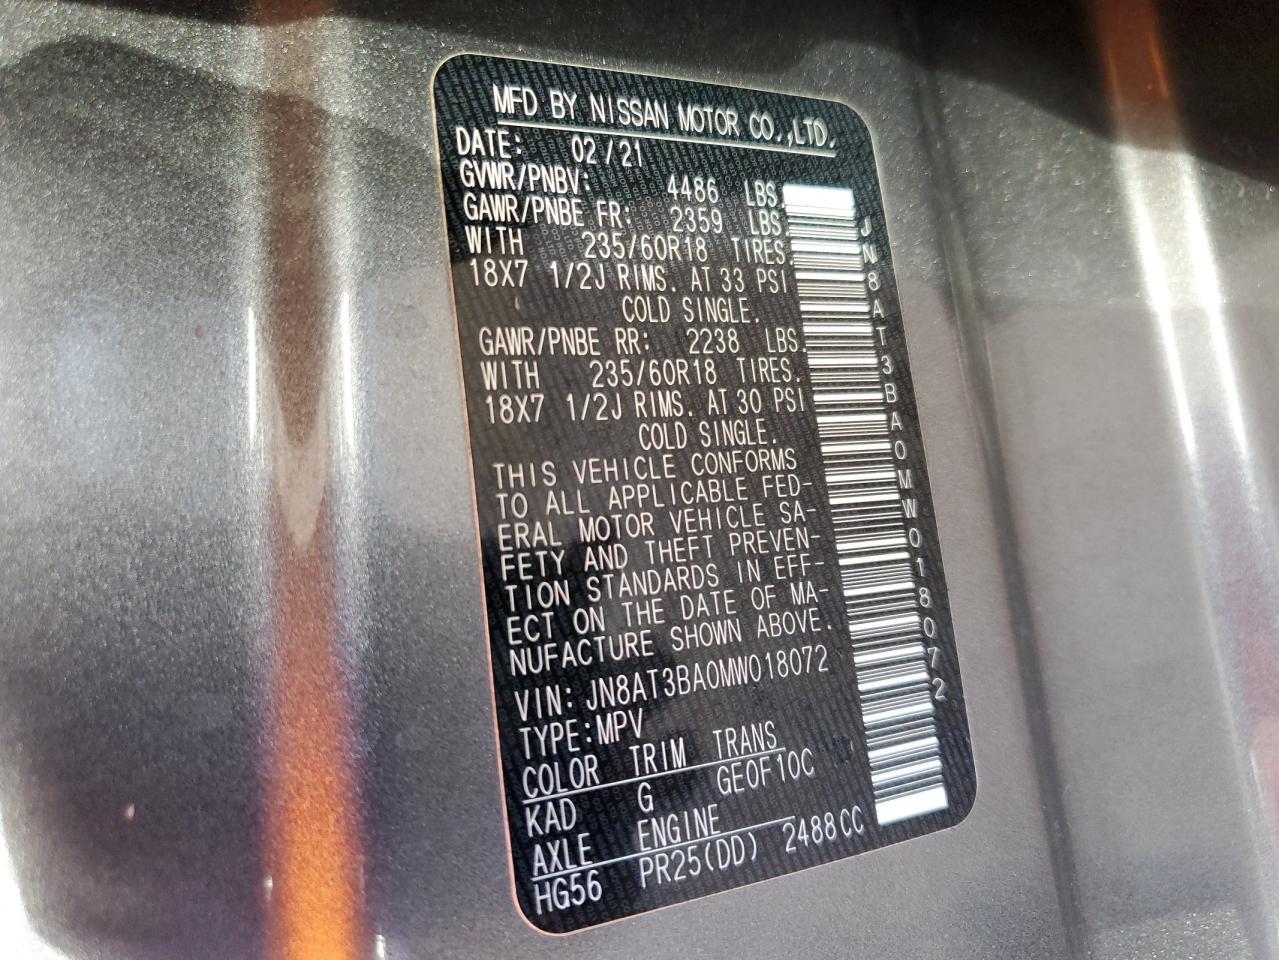 MFD BY NISSAN MOTOR CO.,LTD.
DATE: 02/21
GVWR/PNBV: 4486 LBS
GAWR/PNBE FR: 2359 LBS.
WITH 235/60R18 TIRES.
18X7 1/2J RIMS. AT 33 PSI
COLD SINGLE.
GAWR/PNBE RR: 2238 LBS.
WITH 235/60R18 TIRES.
18X7 1/2J RIMS. AT 30 PSI
COLD SINGLE.
THIS VEHICLE CONFORMS
TO ALL APPLICABLE FED-
ERAL MOTOR VEHICLE SA-
FETY AND THEFT PREVEN-
TION STANDARDS IN EFF-
ECT ON THE DATE OF MA-
NUFACTURE SHOWN ABOVE.
VIN: JN8AT3BA0MW018072
TYPE:MPV
COLOR TRIM TRANS
KAD G GEOF10C
AXLE ENGINE
HG56 PR25(DD) 2488CC
JN8AT3BA0MW018072